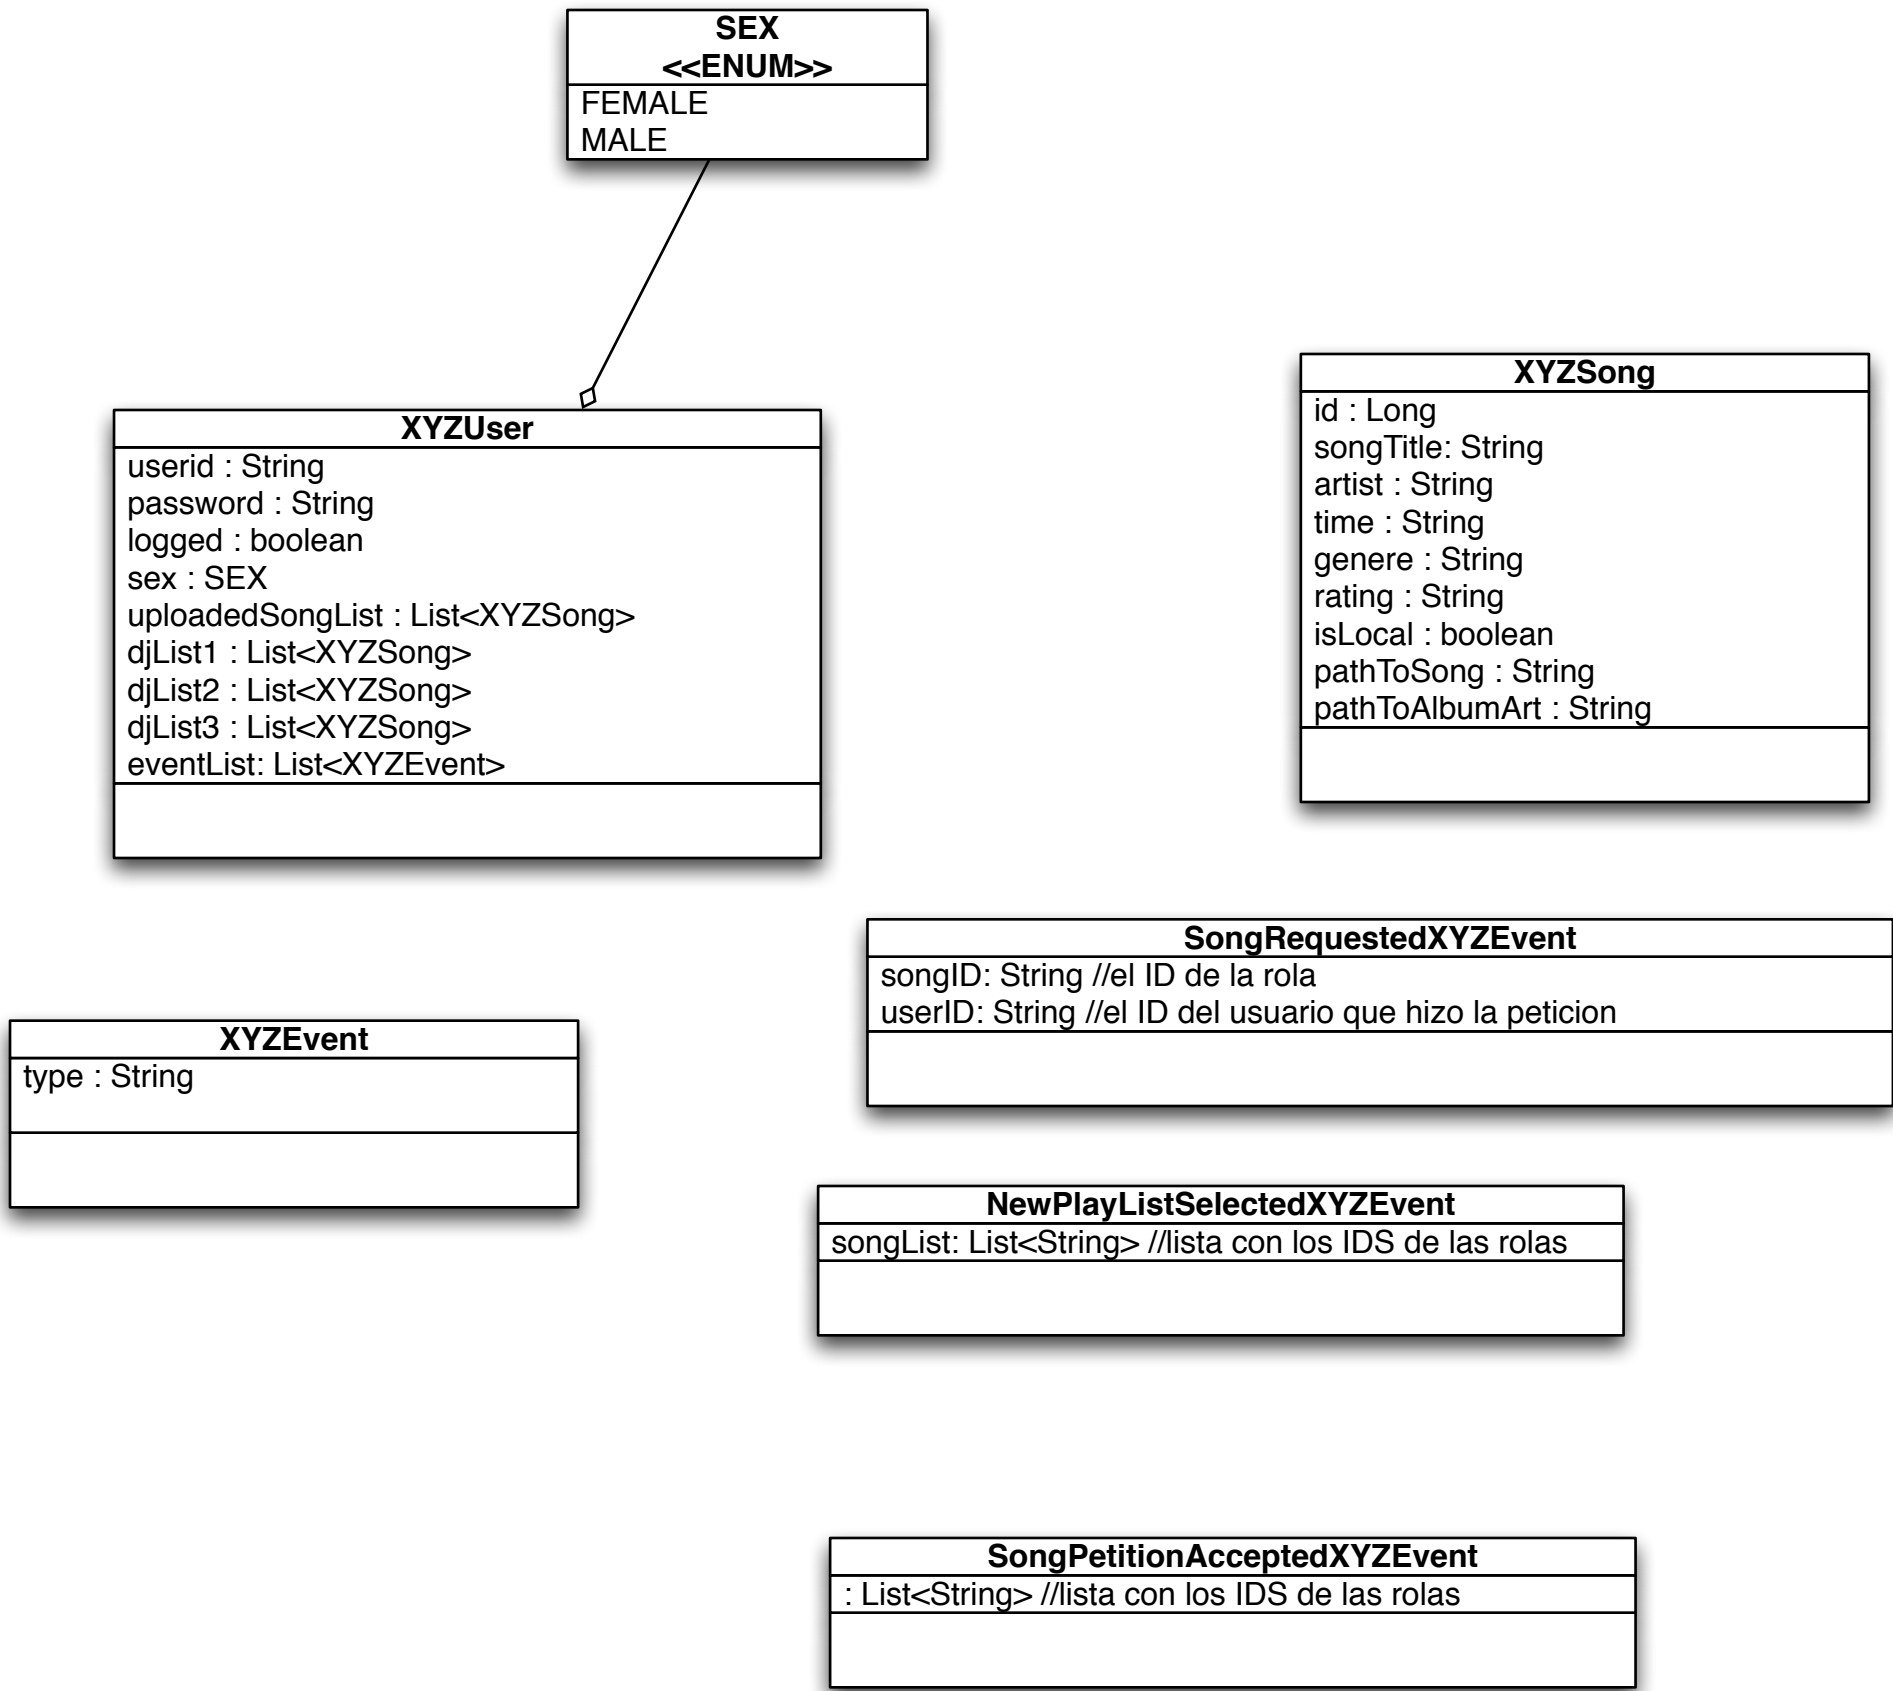 SEX
<<ENUM>>
FEMALE
MALE
XYZUser
userid : String
password : String
logged : boolean
sex : SEX
uploadedSongList : List<XYZSong>
djList1 : List<XYZSong>
djList2 : List<XYZSong>
djList3 : List<XYZSong>
eventList: List<XYZEvent>
XYZSong
id : Long
songTitle: String
artist : String
time : String
genere : String
rating : String
isLocal : boolean
pathToSong : String
pathToAlbumArt : String
SongRequestedXYZEvent
songID: String //el ID de la rola
userID: String //el ID del usuario que hizo la peticion
XYZEvent
type : String
NewPlayListSelectedXYZEvent
songList: List<String> //lista con los IDS de las rolas
SongPetitionAcceptedXYZEvent
: List<String> //lista con los IDS de las rolas